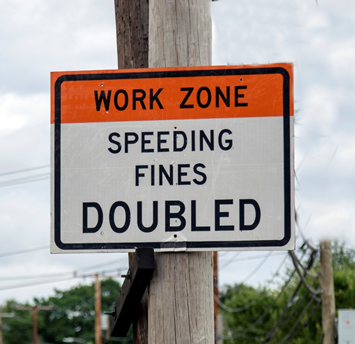 WORK ZONE
SPEEDING
FINES
DOUBLED